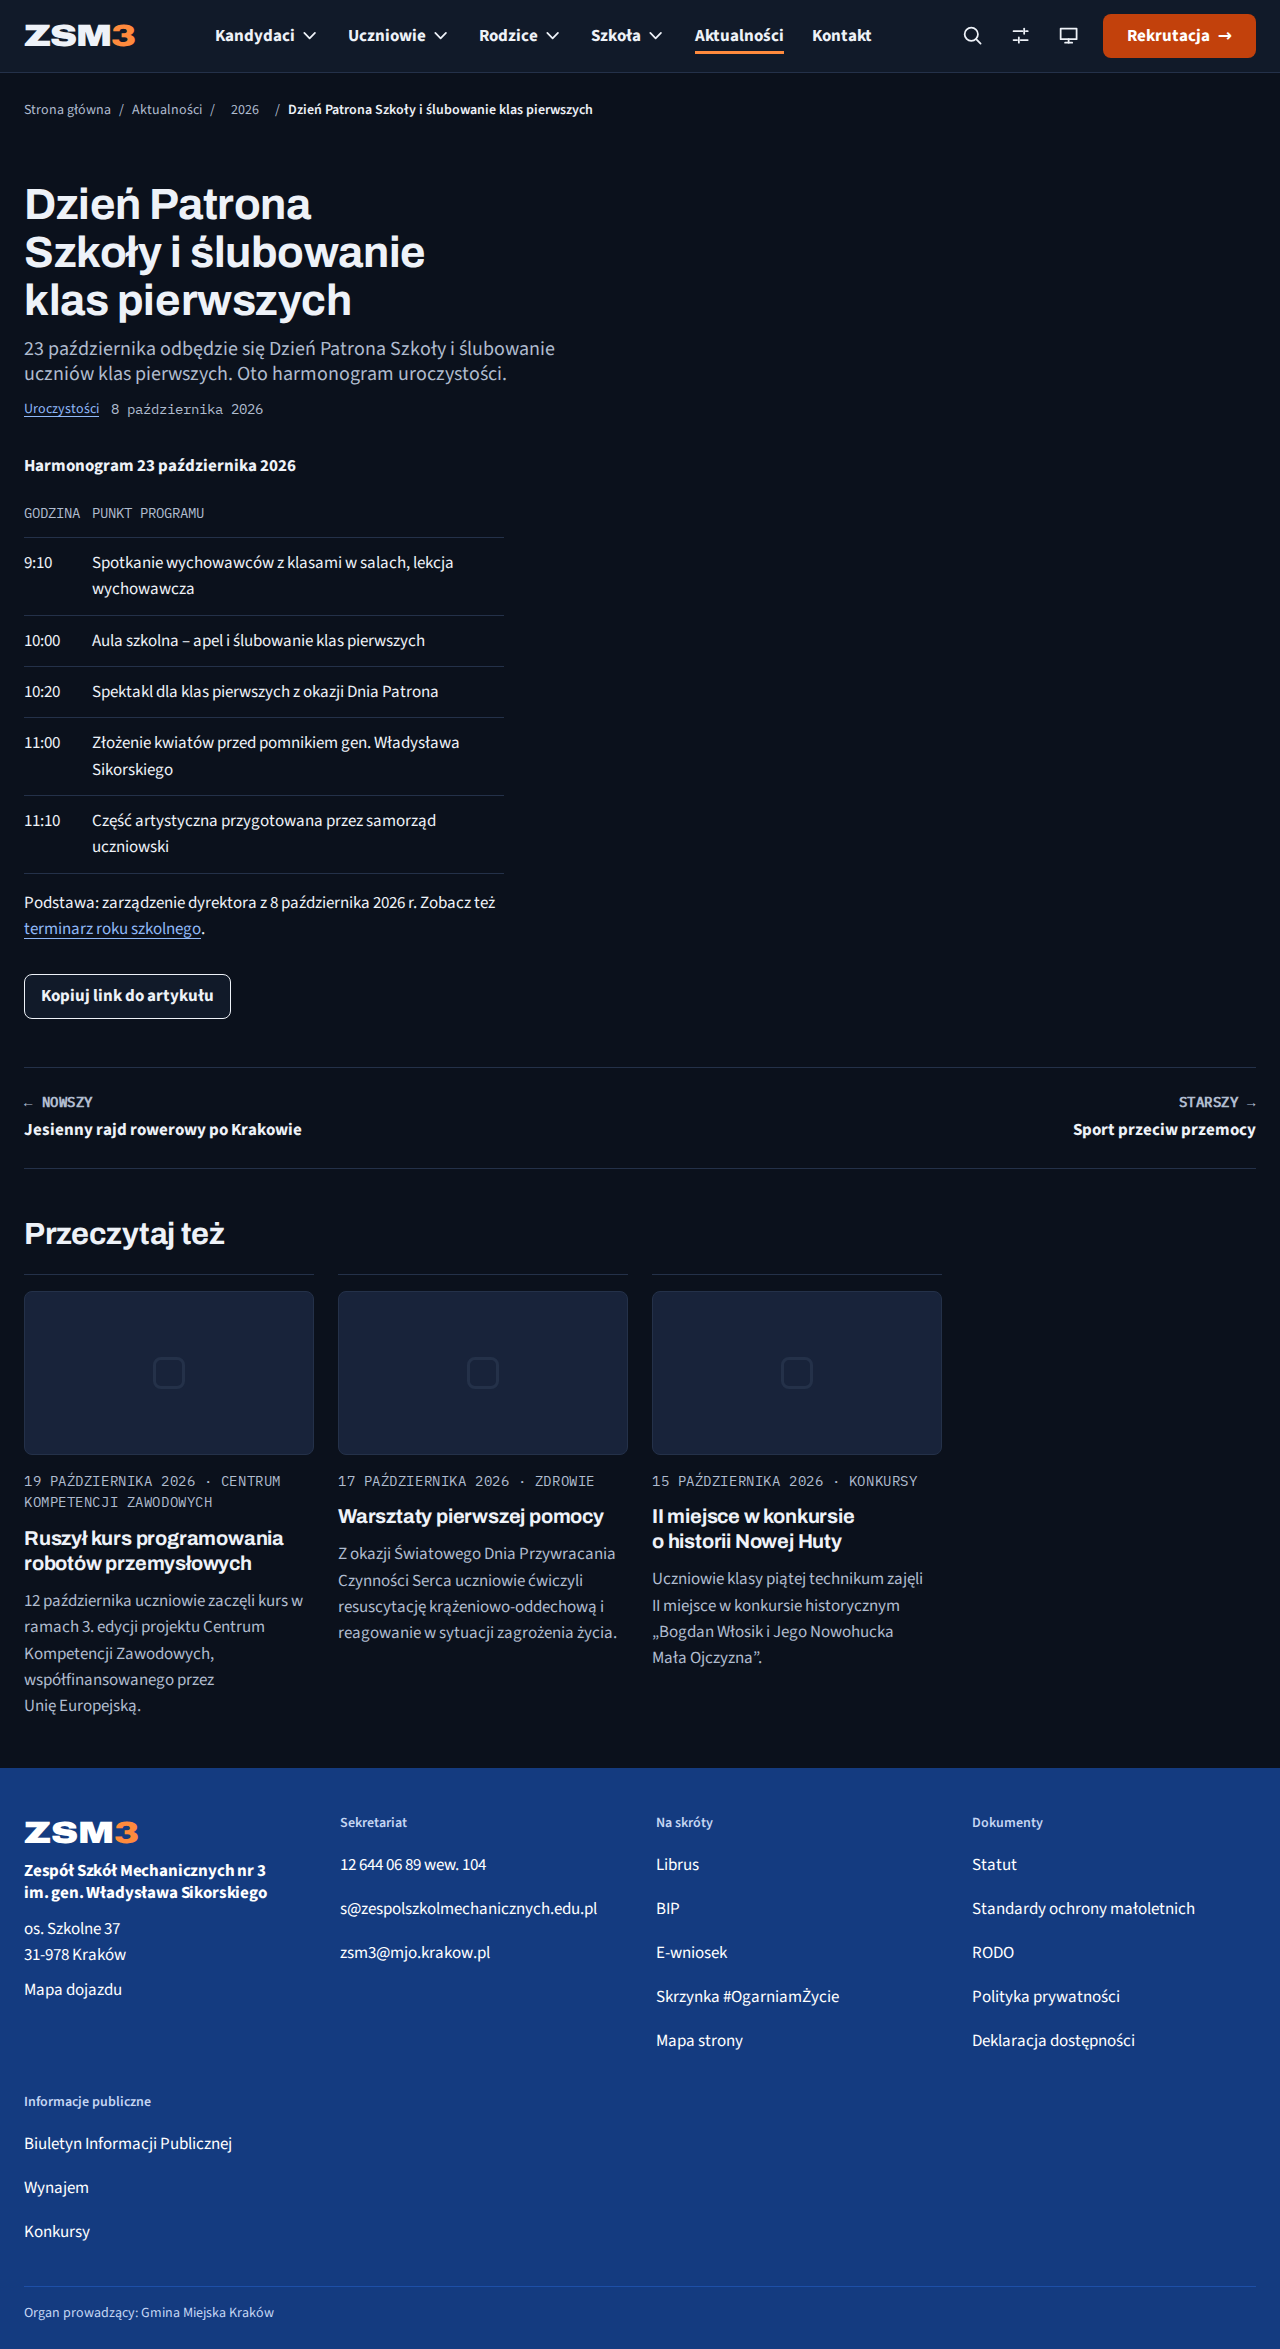 ZSM3
Kandydaci
Uczniowie
Rodzice
Szkoła
Aktualności
Kontakt
Rekrutacja →
Strona główna / Aktualności / 2026 / Dzień Patrona Szkoły i ślubowanie klas pierwszych
Dzień Patrona
Szkoły i ślubowanie
klas pierwszych
23 października odbędzie się Dzień Patrona Szkoły i ślubowanie
uczniów klas pierwszych. Oto harmonogram uroczystości.
Uroczystości 8 października 2026
Harmonogram 23 października 2026
GODZINA PUNKT PROGRAMU
9:10 Spotkanie wychowawców z klasami w salach, lekcja
wychowawcza
10:00 Aula szkolna – apel i ślubowanie klas pierwszych
10:20 Spektakl dla klas pierwszych z okazji Dnia Patrona
11:00 Złożenie kwiatów przed pomnikiem gen. Władysława
Sikorskiego
11:10 Część artystyczna przygotowana przez samorząd
uczniowski
Podstawa: zarządzenie dyrektora z 8 października 2026 r. Zobacz też
terminarz roku szkolnego.
Kopiuj link do artykułu
← NOWSZY
Jesienny rajd rowerowy po Krakowie
STARSZY →
Sport przeciw przemocy
Przeczytaj też
19 PAŹDZIERNIKA 2026 · CENTRUM
KOMPETENCJI ZAWODOWYCH
Ruszył kurs programowania
robotów przemysłowych
12 października uczniowie zaczęli kurs w
ramach 3. edycji projektu Centrum
Kompetencji Zawodowych,
współfinansowanego przez
Unię Europejską.
17 PAŹDZIERNIKA 2026 · ZDROWIE
Warsztaty pierwszej pomocy
Z okazji Światowego Dnia Przywracania
Czynności Serca uczniowie ćwiczyli
resuscytację krążeniowo-oddechową i
reagowanie w sytuacji zagrożenia życia.
15 PAŹDZIERNIKA 2026 · KONKURSY
II miejsce w konkursie
o historii Nowej Huty
Uczniowie klasy piątej technikum zajęli
II miejsce w konkursie historycznym
„Bogdan Włosik i Jego Nowohucka
Mała Ojczyzna”.
ZSM3
Zespół Szkół Mechanicznych nr 3
im. gen. Władysława Sikorskiego
os. Szkolne 37
31-978 Kraków
Mapa dojazdu
Sekretariat
12 644 06 89 wew. 104
s@zespolszkolmechanicznych.edu.pl
zsm3@mjo.krakow.pl
Na skróty
Librus
BIP
E-wniosek
Skrzynka #OgarniamŻycie
Mapa strony
Dokumenty
Statut
Standardy ochrony małoletnich
RODO
Polityka prywatności
Deklaracja dostępności
Informacje publiczne
Biuletyn Informacji Publicznej
Wynajem
Konkursy
Organ prowadzący: Gmina Miejska Kraków